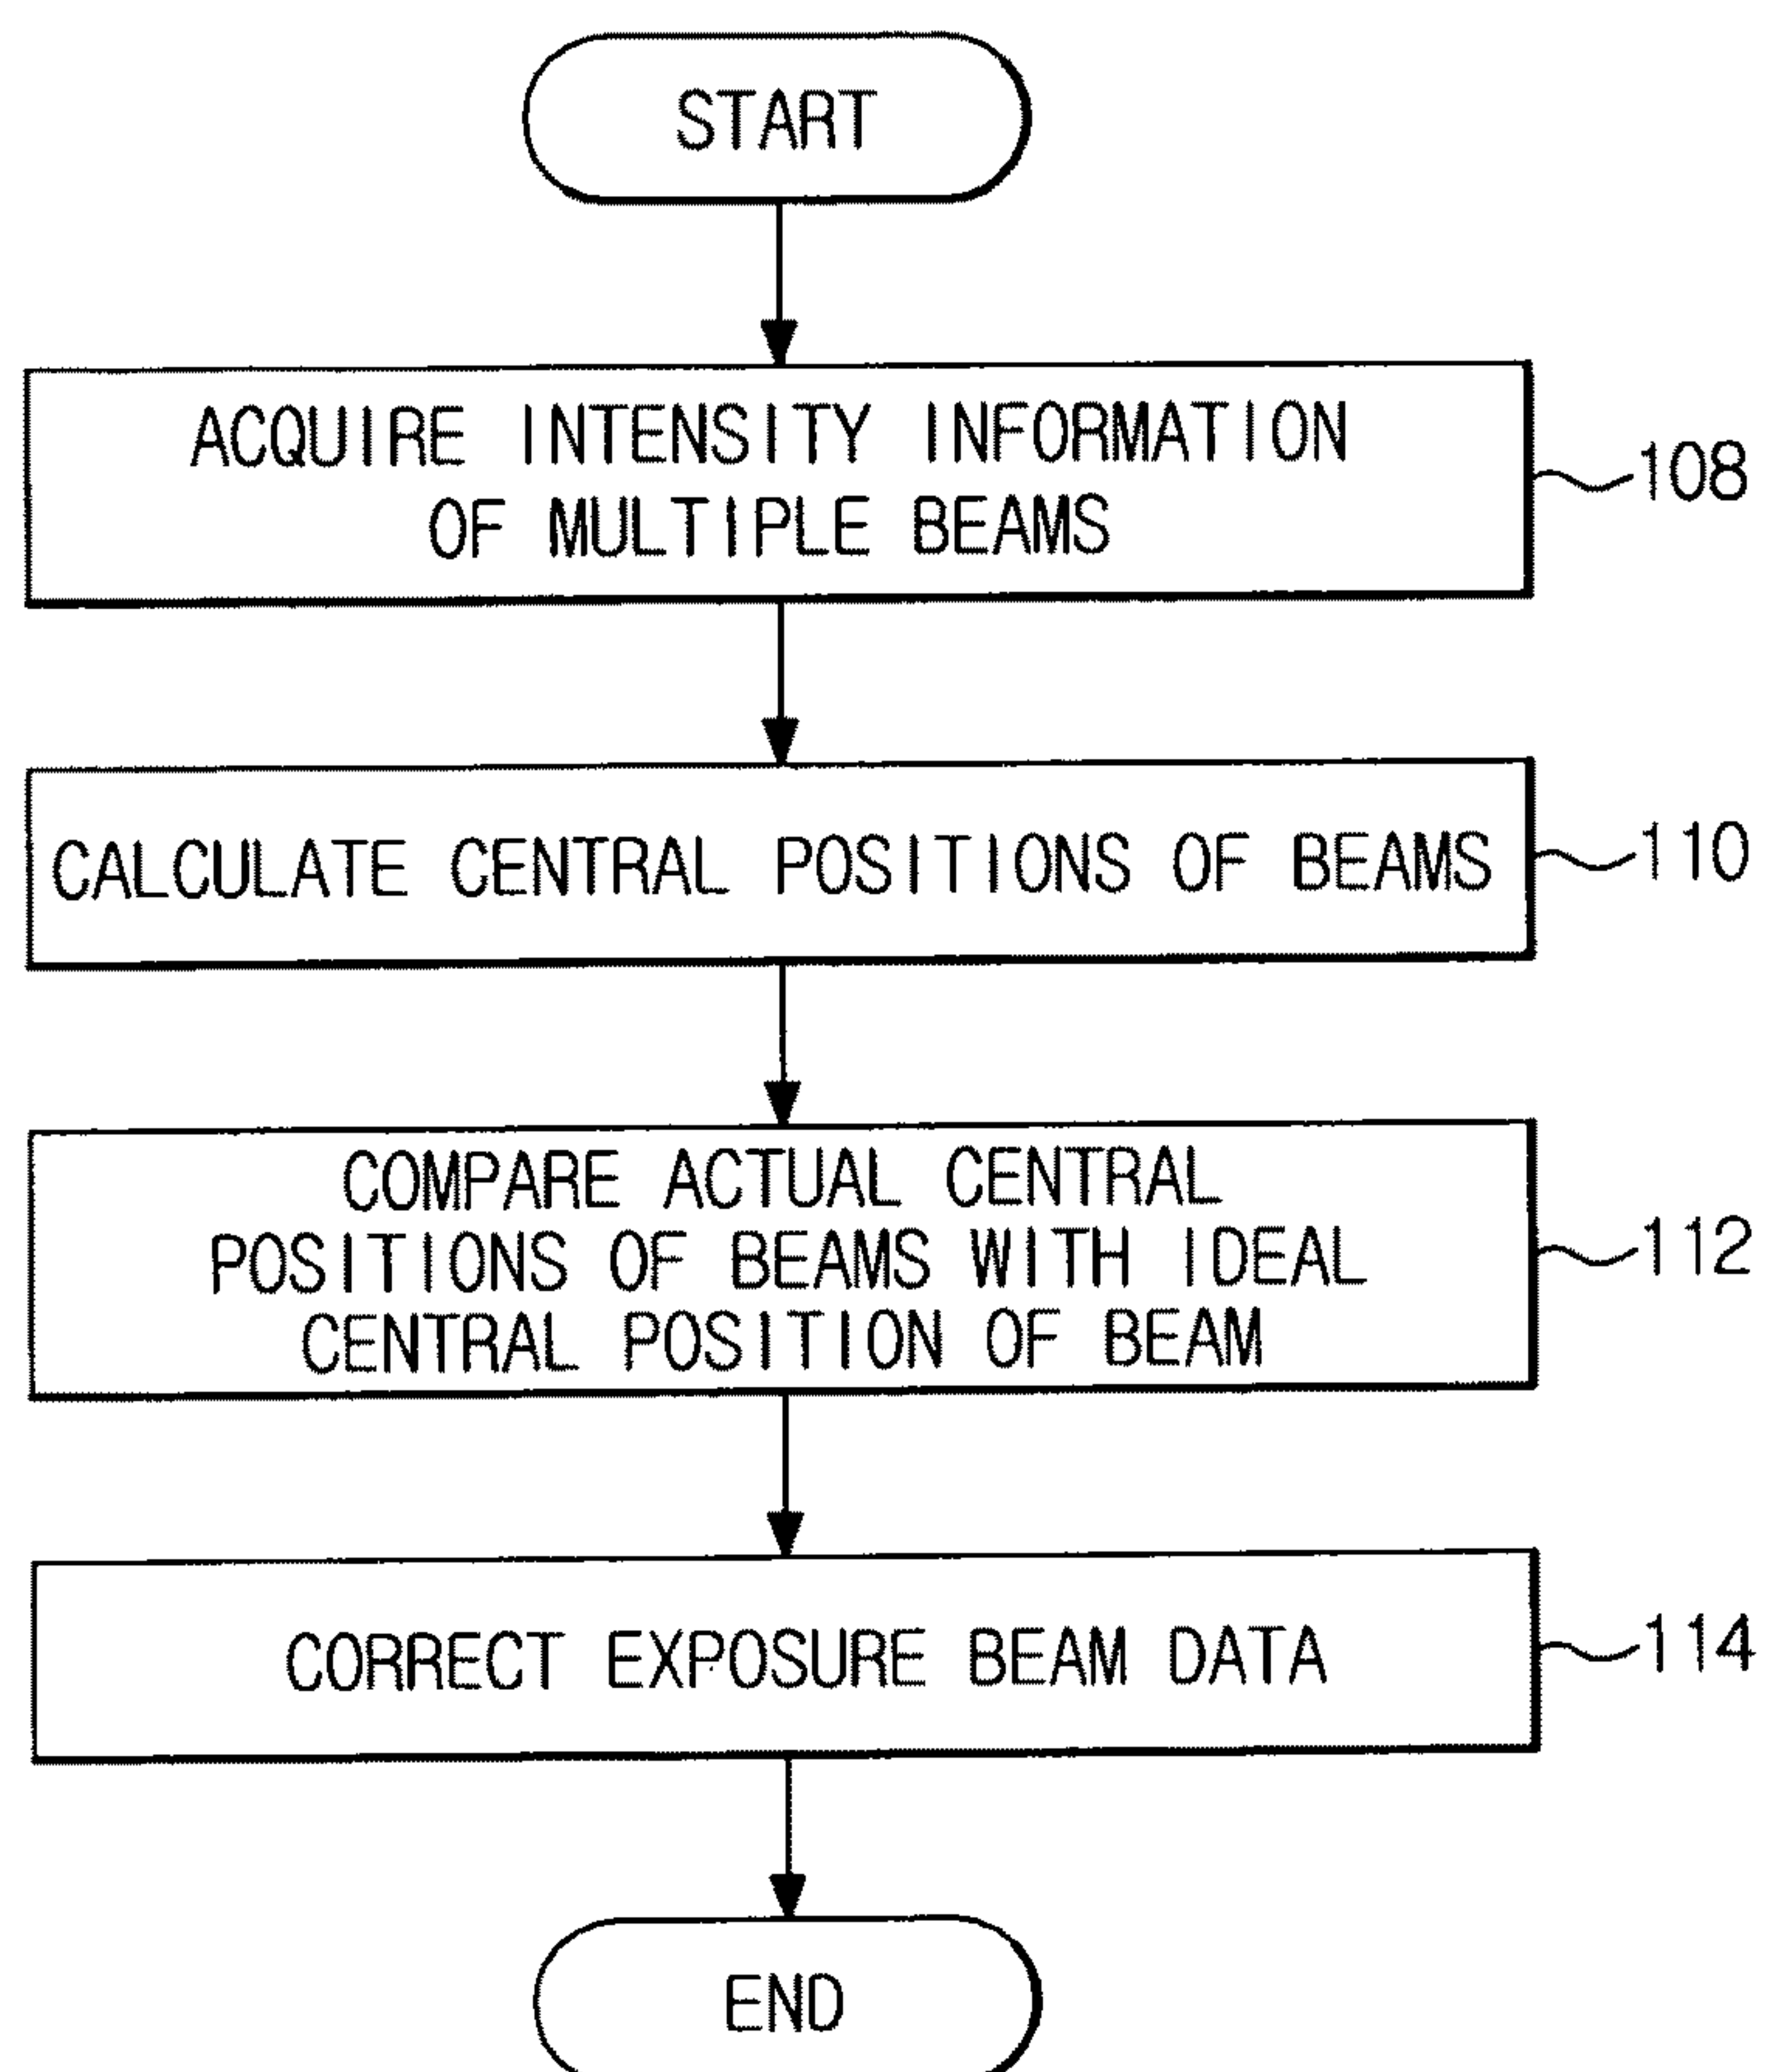 START
ACQUIRE INTENSITY INFORMATION
OF MULTIPLE BEAMS
108
CALCULATE CENTRAL POSITIONS OF BEAMS
110
COMPARE ACTUAL CENTRAL
POSITIONS OF BEAMS WITH IDEAL
CENTRAL POSITION OF BEAM
112
CORRECT EXPOSURE BEAM DATA
114
END